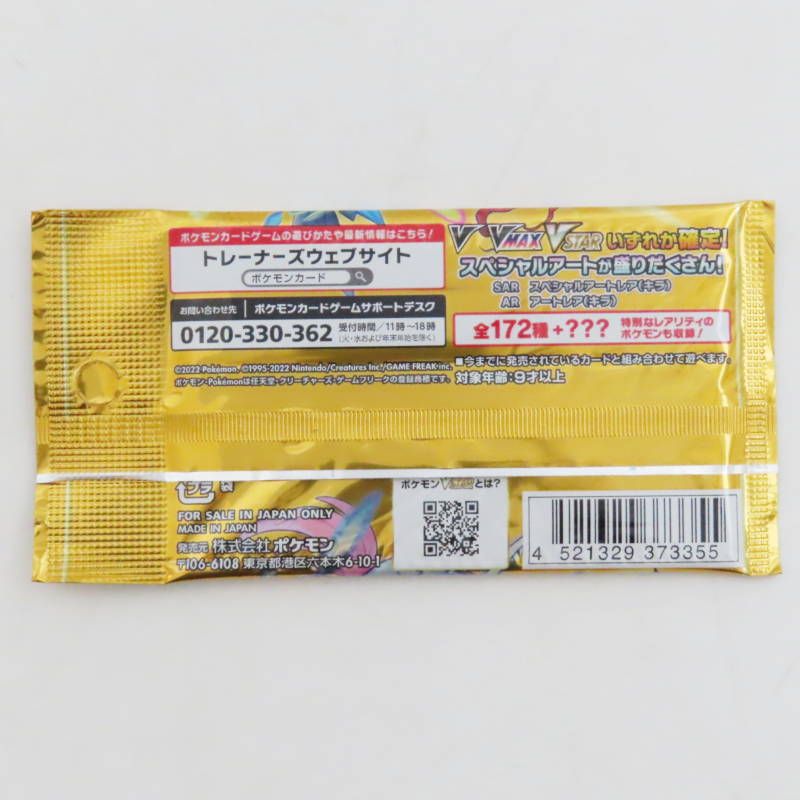 ポケモンカードゲームの遊びかたや最新情報はこちら!
トレーナーズウェブサイト
ポケモンカード
お問い合わせ先
ポケモンカードゲームサポートデスク
0120-330-362
受付時間/11時~18時
(火・水および年末年始を除く)
©2022 Pokémon. ©1995-2022 Nintendo/Creatures Inc./GAME FREAK inc.
ポケモン・Pokémonは任天堂・クリーチャーズ・ゲームフリークの登録商標です。
V VMAX VSTAR いずれか確定!
スペシャルアートが盛りだくさん!
SAR スペシャルアートレア(キラ)
AR アートレア(キラ)
全172種+???
特別なレアリティの
ポケモンも収録!
■今までに発売されているカードと組み合わせて遊べます。
対象年齢:9才以上
プラ
袋
FOR SALE IN JAPAN ONLY
MADE IN JAPAN
発売元 株式会社 ポケモン
〒106-6108 東京都港区六本木6-10-1
ポケモンVSTARとは?
4 521329 373355